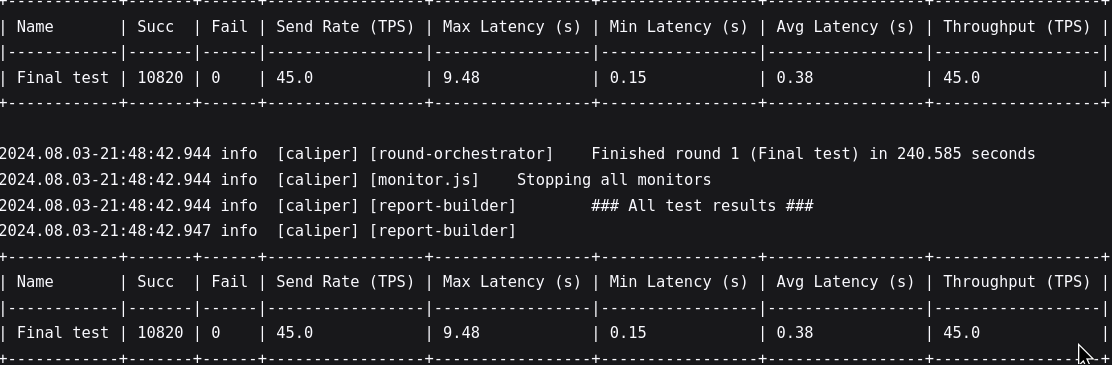 +------------+-------+------+-----------------+-----------------+-----------------+-----------------+------------------+
| Name       | Succ  | Fail | Send Rate (TPS) | Max Latency (s) | Min Latency (s) | Avg Latency (s) | Throughput (TPS) |
|------------|-------|------|-----------------|-----------------|-----------------|-----------------|------------------|
| Final test | 10820 | 0    | 45.0            | 9.48            | 0.15            | 0.38            | 45.0             |
+------------+-------+------+-----------------+-----------------+-----------------+-----------------+------------------+
2024.08.03-21:48:42.944 info  [caliper] [round-orchestrator]    Finished round 1 (Final test) in 240.585 seconds
2024.08.03-21:48:42.944 info  [caliper] [monitor.js]    Stopping all monitors
2024.08.03-21:48:42.944 info  [caliper] [report-builder]        ### All test results ###
2024.08.03-21:48:42.947 info  [caliper] [report-builder]
+------------+-------+------+-----------------+-----------------+-----------------+-----------------+------------------+
| Name       | Succ  | Fail | Send Rate (TPS) | Max Latency (s) | Min Latency (s) | Avg Latency (s) | Throughput (TPS) |
|------------|-------|------|-----------------|-----------------|-----------------|-----------------|------------------|
| Final test | 10820 | 0    | 45.0            | 9.48            | 0.15            | 0.38            | 45.0             |
+------------+-------+------+-----------------+-----------------+-----------------+-----------------+------------------+